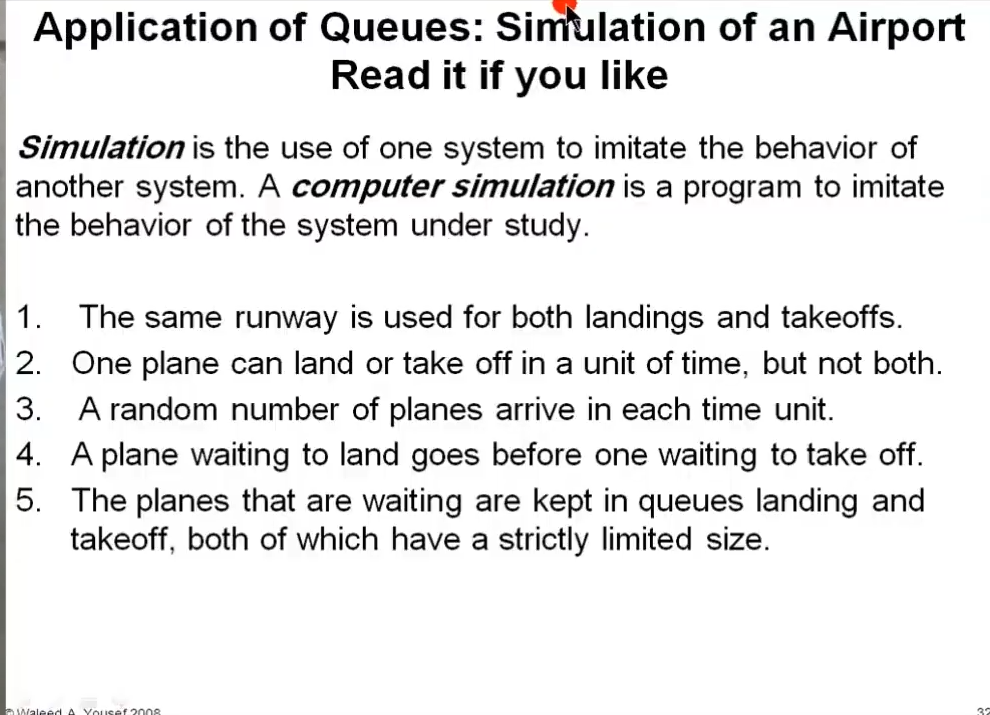 Application of Queues: Simulation of an Airport
Read it if you like
Simulation is the use of one system to imitate the behavior of
another system. A computer simulation is a program to imitate
the behavior of the system under study.
1. The same runway is used for both landings and takeoffs.
2. One plane can land or take off in a unit of time, but not both.
3. A random number of planes arrive in each time unit.
4. A plane waiting to land goes before one waiting to take off.
5. The planes that are waiting are kept in queues landing and
takeoff, both of which have a strictly limited size.
© Waleed A. Yousef 2008
32